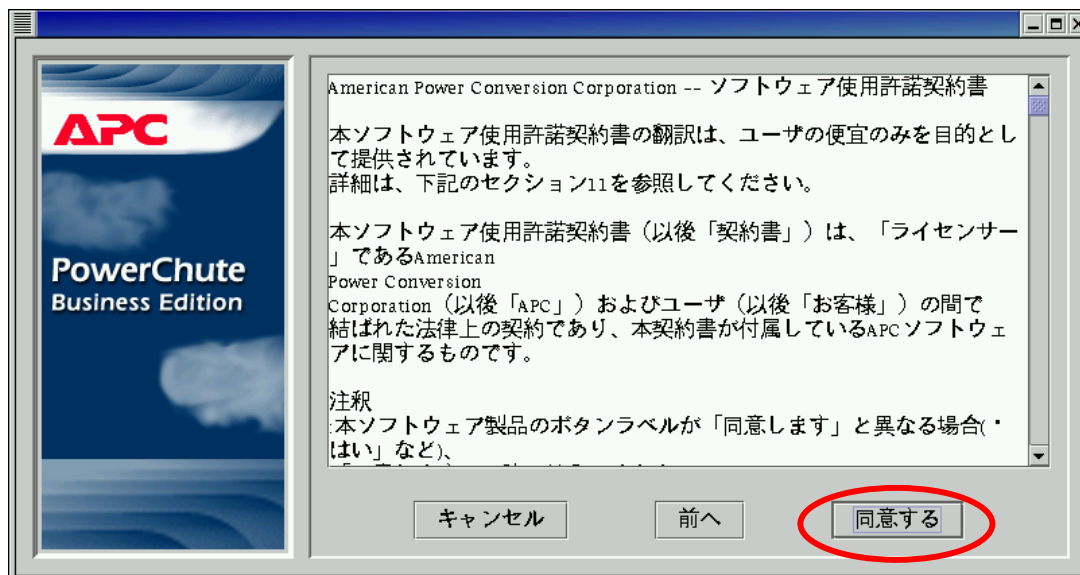 APC
PowerChute
Business Edition
American Power Conversion Corporation -- ソフトウェア使用許諾契約書
本ソフトウェア使用許諾契約書の翻訳は、ユーザの便宜のみを目的とし
て提供されています。
詳細は、下記のセクション11を参照してください。
本ソフトウェア使用許諾契約書（以後「契約書」）は、「ライセンサー
」であるAmerican
Power Conversion
Corporation（以後「APC」）およびユーザ（以後「お客様」）の間で
結ばれた法律上の契約であり、本契約書が付属しているAPCソフトウェ
アに関するものです。
注釈
:本ソフトウェア製品のボタンラベルが「同意します」と異なる場合(・
はい」など)、
キャンセル
前へ
同意する